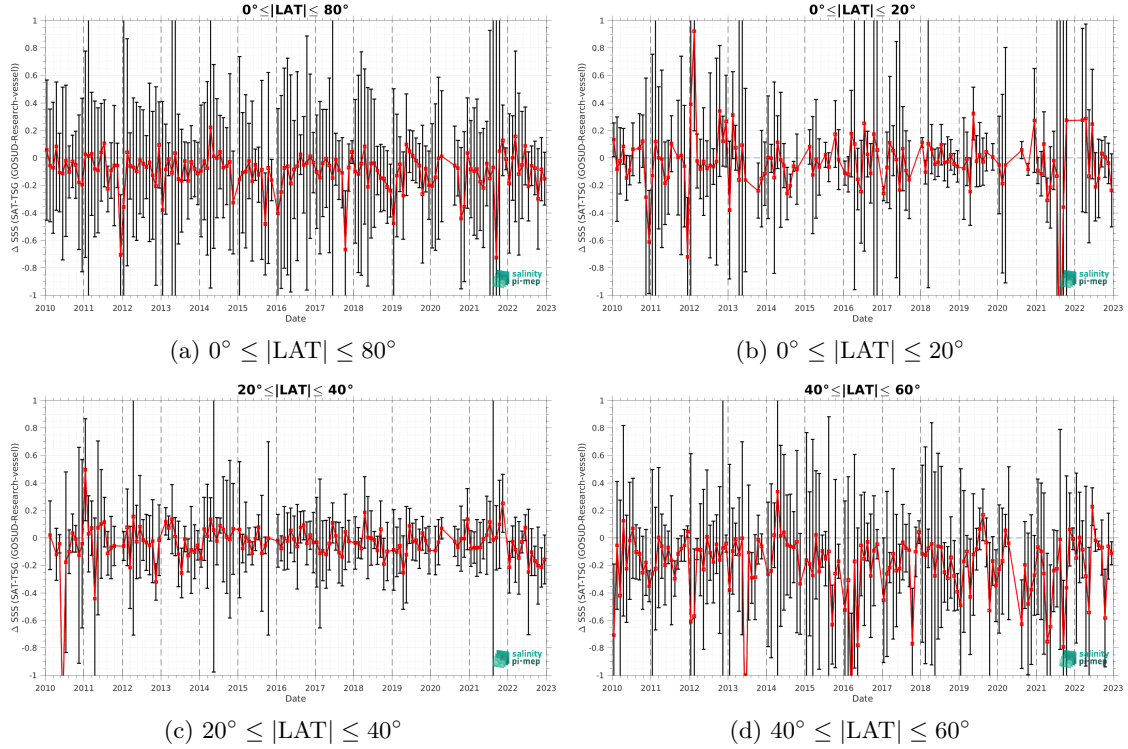 0°≤|LAT|≤ 80°
Δ SSS (SAT-TSG (GOSUD-Research-vessel))
1
0.8
0.6
0.4
0.2
0
-0.2
-0.4
-0.6
-0.8
-1
2010 2011 2012 2013 2014 2015 2016 2017 2018 2019 2020 2021 2022 2023
Date
salinity
pi-mep
(a) 0° ≤ |LAT| ≤ 80°
0°≤|LAT|≤ 20°
Δ SSS (SAT-TSG (GOSUD-Research-vessel))
1
0.8
0.6
0.4
0.2
0
-0.2
-0.4
-0.6
-0.8
-1
2010 2011 2012 2013 2014 2015 2016 2017 2018 2019 2020 2021 2022 2023
Date
salinity
pi-mep
(b) 0° ≤ |LAT| ≤ 20°
20°≤|LAT|≤ 40°
Δ SSS (SAT-TSG (GOSUD-Research-vessel))
1
0.8
0.6
0.4
0.2
0
-0.2
-0.4
-0.6
-0.8
-1
2010 2011 2012 2013 2014 2015 2016 2017 2018 2019 2020 2021 2022 2023
Date
salinity
pi-mep
(c) 20° ≤ |LAT| ≤ 40°
40°≤|LAT|≤ 60°
Δ SSS (SAT-TSG (GOSUD-Research-vessel))
1
0.8
0.6
0.4
0.2
0
-0.2
-0.4
-0.6
-0.8
-1
2010 2011 2012 2013 2014 2015 2016 2017 2018 2019 2020 2021 2022 2023
Date
salinity
pi-mep
(d) 40° ≤ |LAT| ≤ 60°